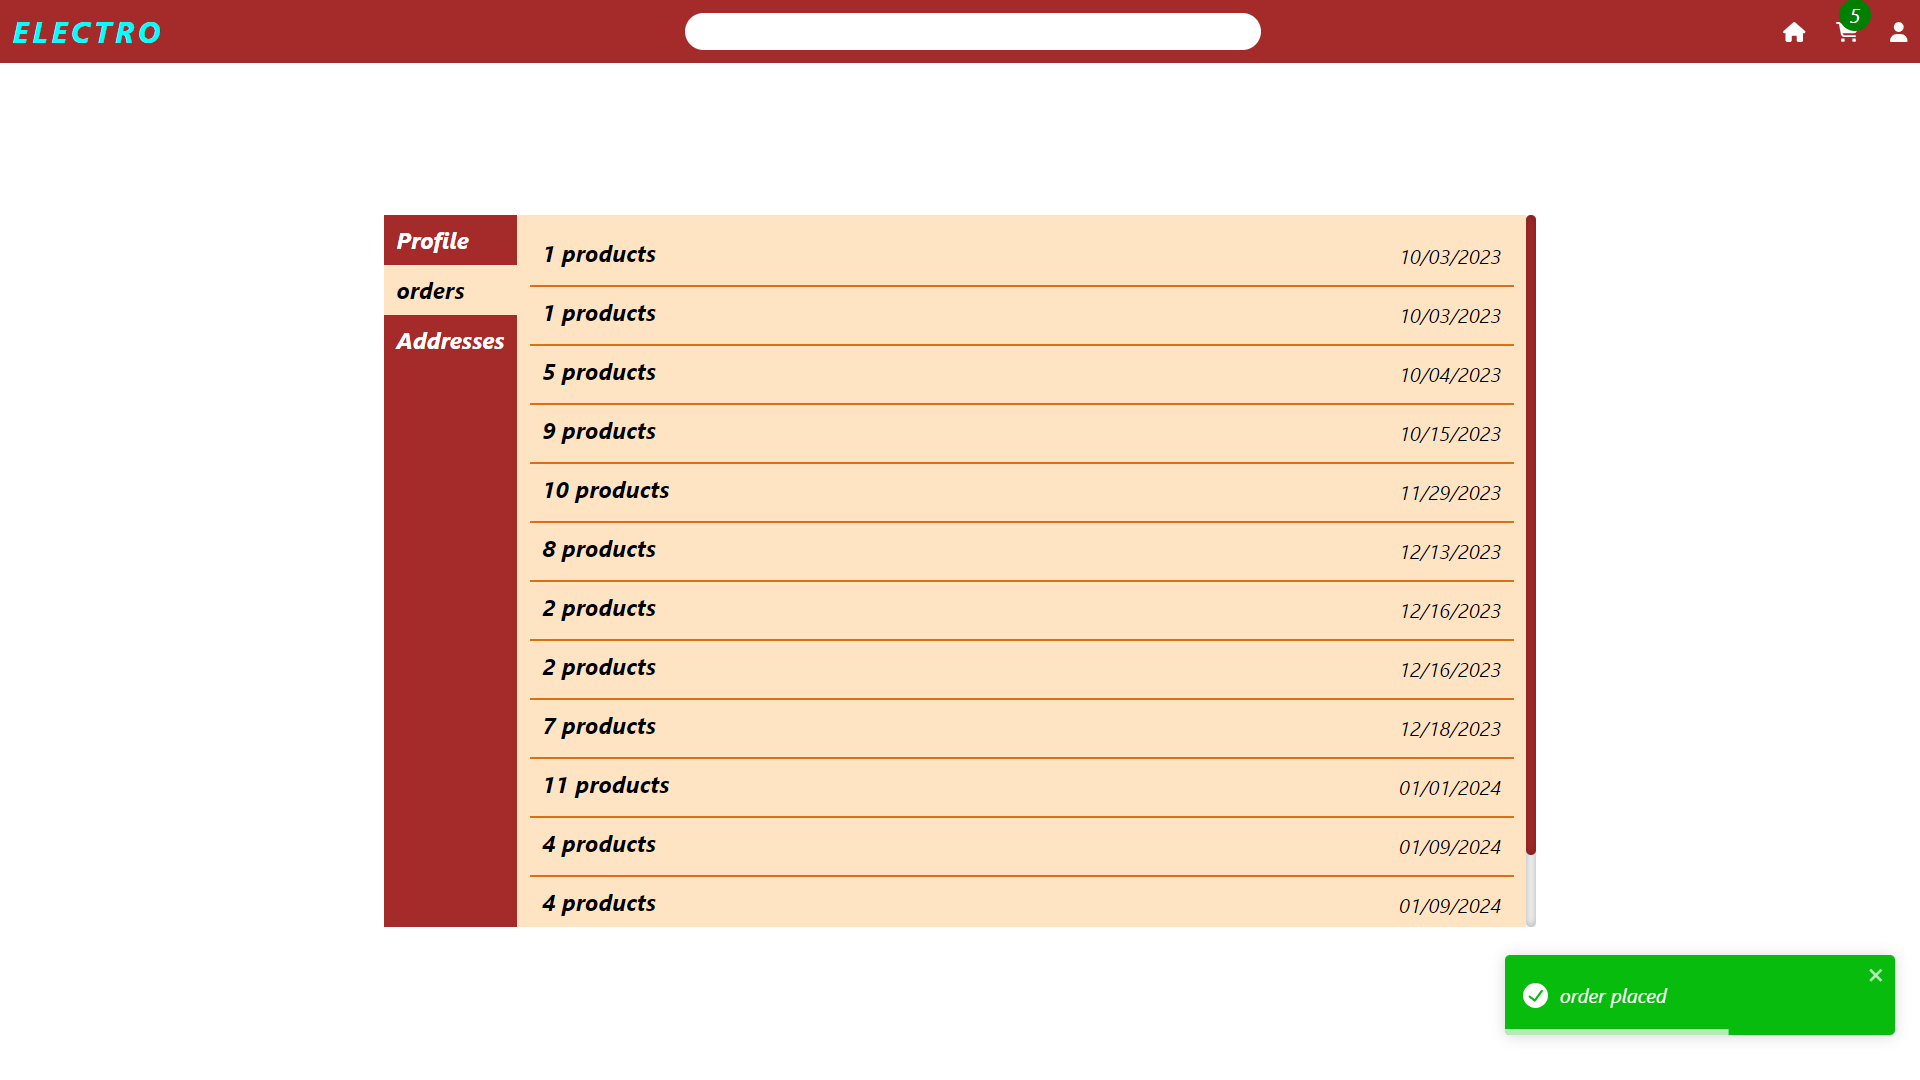 ELECTRO
5
Profile
orders
Addresses
1 products 10/03/2023
1 products 10/03/2023
5 products 10/04/2023
9 products 10/15/2023
10 products 11/29/2023
8 products 12/13/2023
2 products 12/16/2023
2 products 12/16/2023
7 products 12/18/2023
11 products 01/01/2024
4 products 01/09/2024
4 products 01/09/2024
order placed